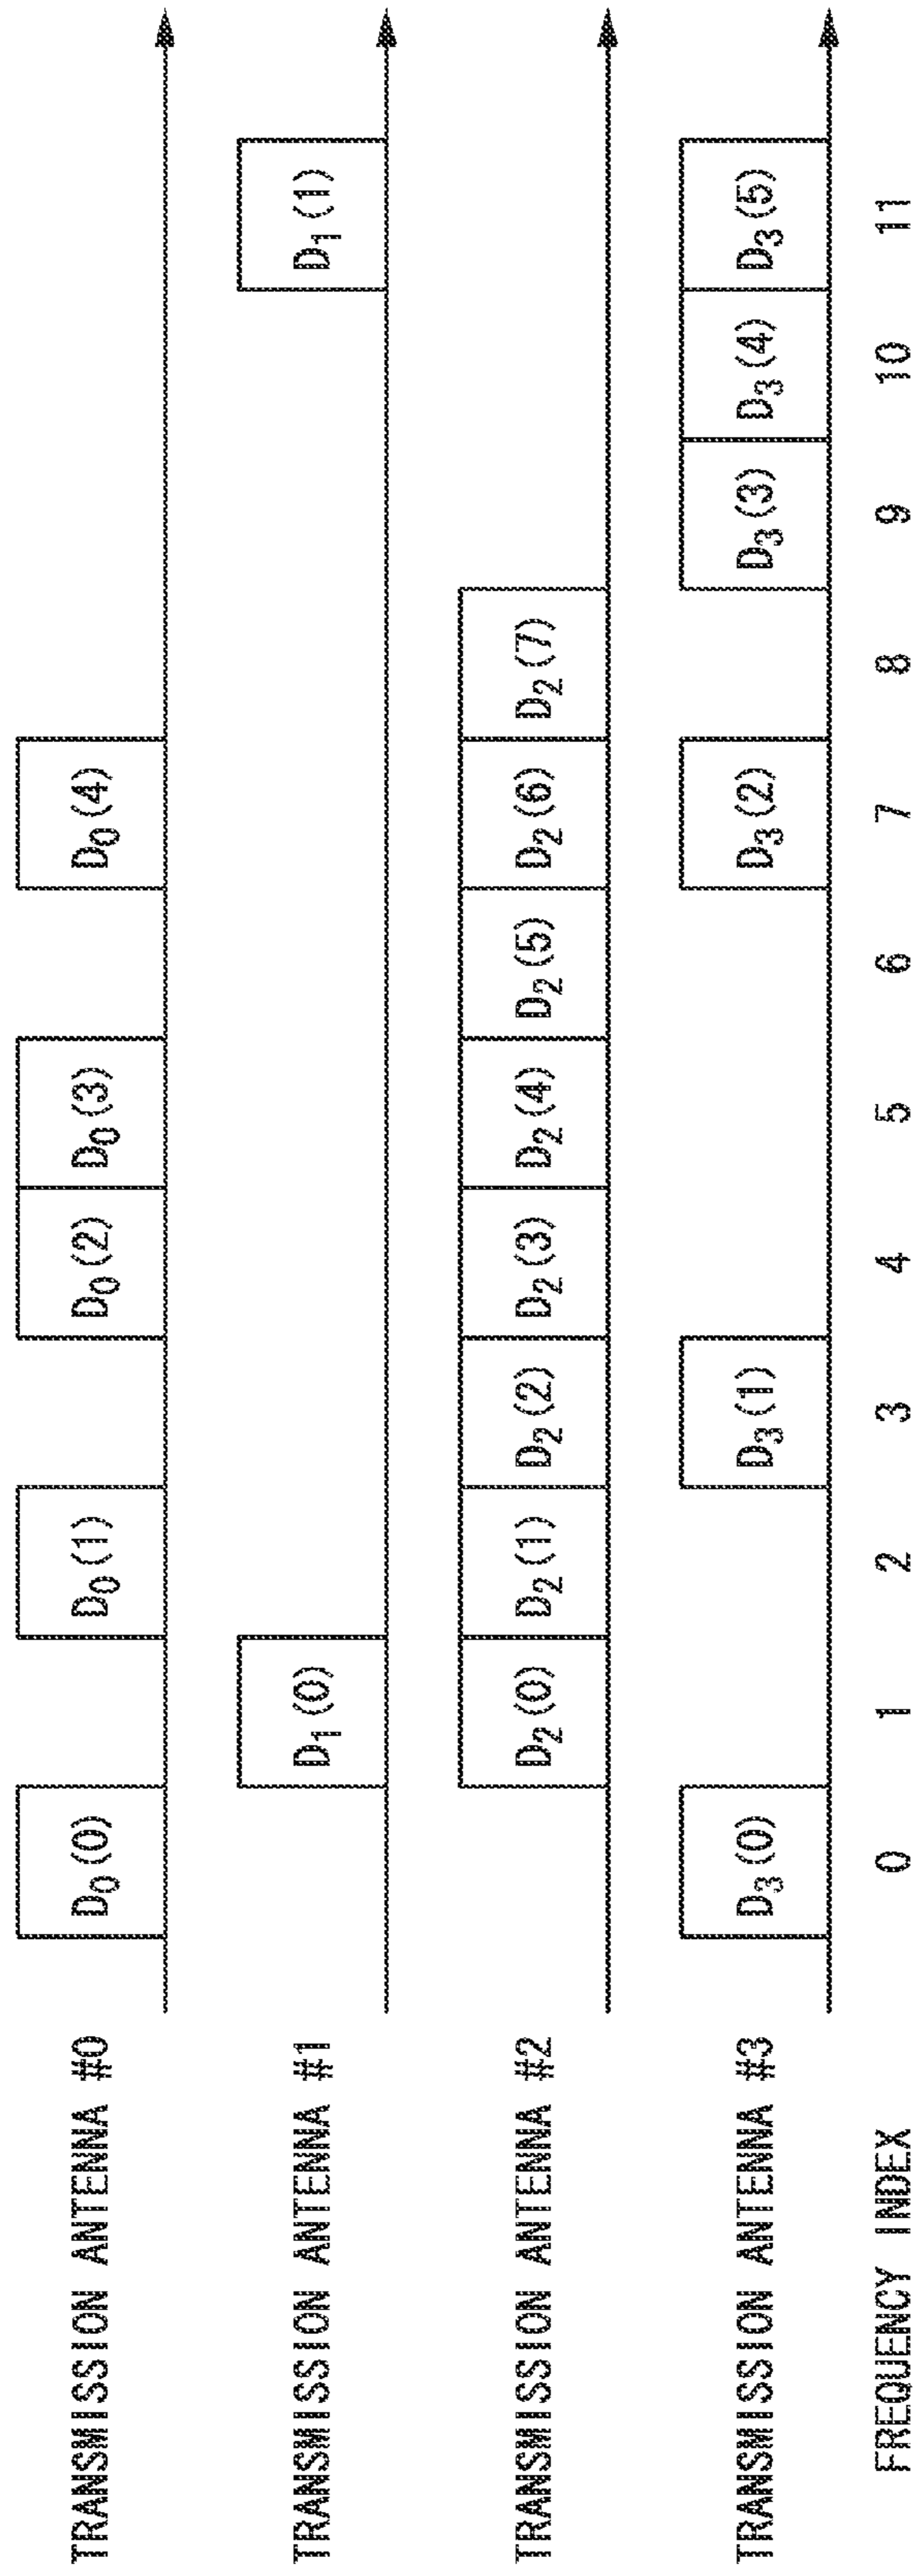 TRANSMISSION ANTENNA #0 D0(0) D0(1) D0(2) D0(3) D0(4)
TRANSMISSION ANTENNA #1 D1(0) D1(1)
TRANSMISSION ANTENNA #2 D2(0) D2(1) D2(2) D2(3) D2(4) D2(5) D2(6) D2(7)
TRANSMISSION ANTENNA #3 D3(0) D3(1) D3(2) D3(3) D3(4) D3(5)
FREQUENCY INDEX 0 1 2 3 4 5 6 7 8 9 10 11